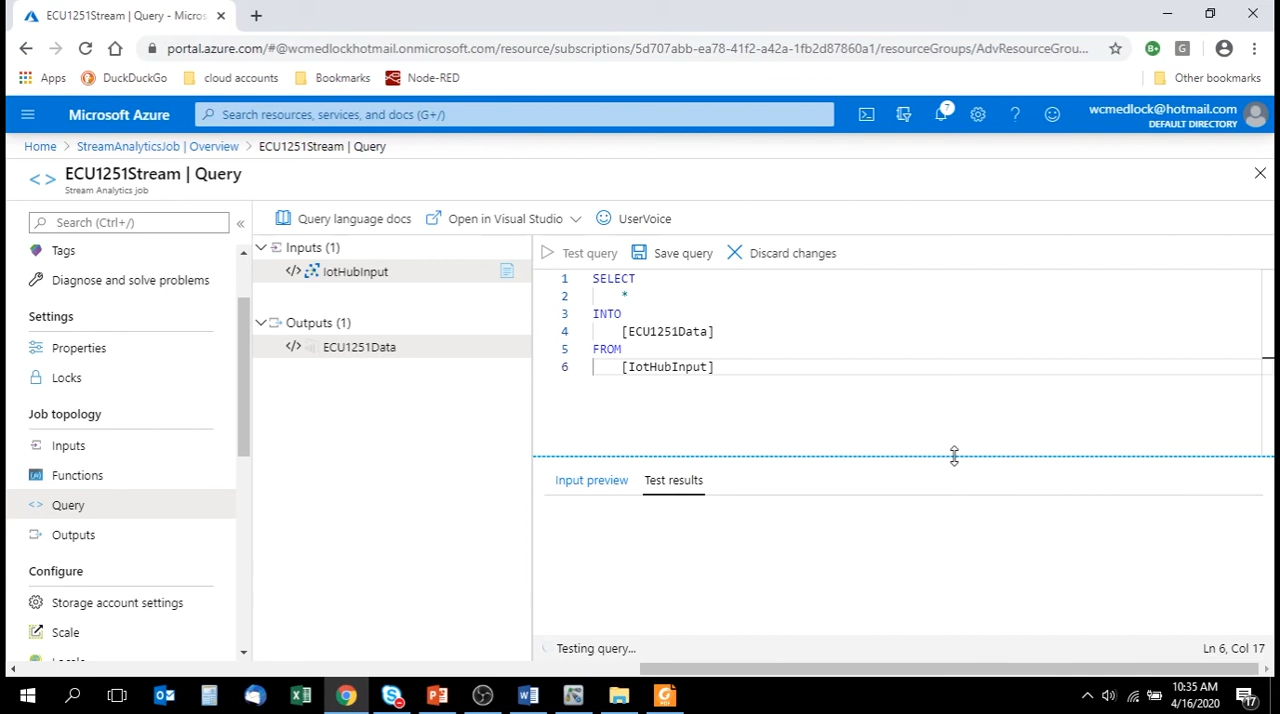 ECU1251Stream | Query - Micros
portal.azure.com/#@wcmedlockhotmail.onmicrosoft.com/resource/subscriptions/5d707abb-ea78-41f2-a42a-1fb2d87860a1/resourceGroups/AdvResourceGrou...
Apps DuckDuckGo cloud accounts Bookmarks Node-RED Other bookmarks
Microsoft Azure Search resources, services, and docs (G+/) 7 wcmedlock@hotmail.com
DEFAULT DIRECTORY
Home > StreamAnalyticsJob | Overview > ECU1251Stream | Query
ECU1251Stream | Query
Stream Analytics job
Search (Ctrl+/) «
Tags
Diagnose and solve problems
Settings
Properties
Locks
Job topology
Inputs
Functions
Query
Outputs
Configure
Storage account settings
Scale
Query language docs Open in Visual Studio UserVoice
Inputs (1)
IotHubInput
Outputs (1)
ECU1251Data
Test query Save query Discard changes
1 SELECT
2 *
3 INTO
4 [ECU1251Data]
5 FROM
6 [IotHubInput]
Input preview Test results
Testing query... Ln 6, Col 17
10:35 AM
4/16/2020
17